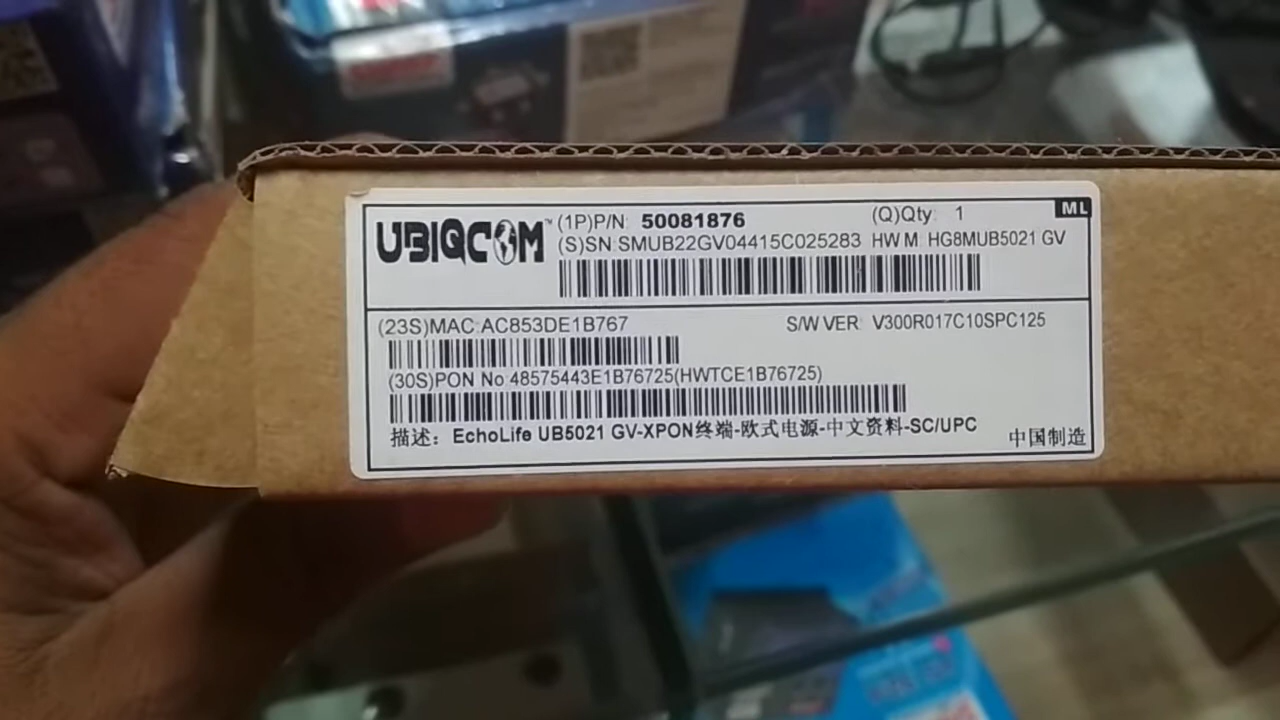 UBIQCOM™
(1P)P/N: 50081876 (Q)Qty: 1 ML
(S)SN SMUB22GV04415C025283 HW M HG8MUB5021 GV
(23S)MAC:AC853DE1B767 S/W VER: V300R017C10SPC125
(30S)PON No 48575443E1B76725(HWTCE1B76725)
描述：EchoLife UB5021 GV-XPON终端-欧式电源-中文资料-SC/UPC
中国制造